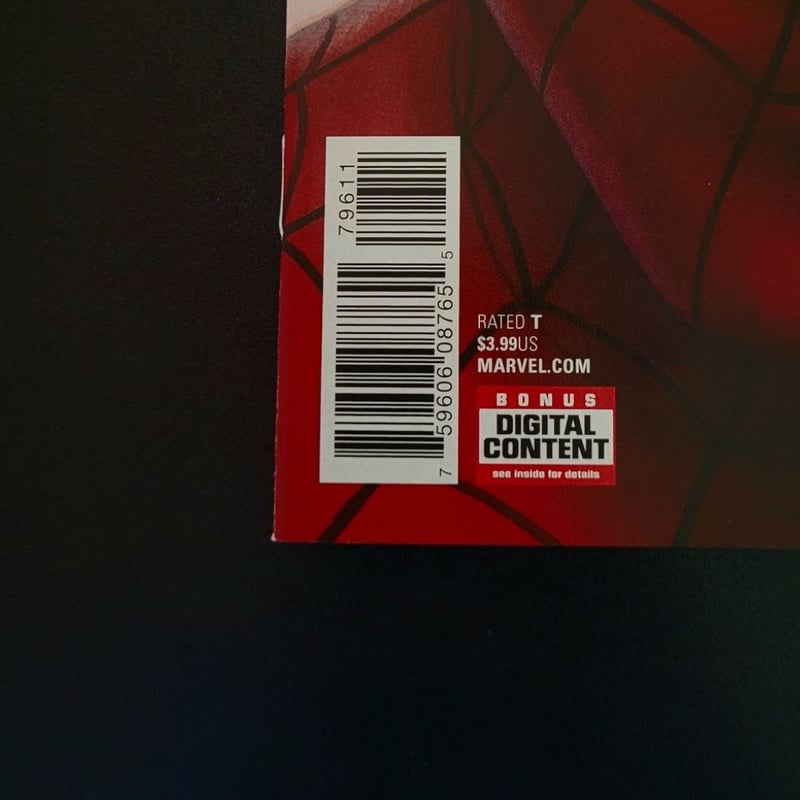 79611
7 59606 08765 5
RATED T
$3.99US
MARVEL.COM
BONUS
DIGITAL
CONTENT
see inside for details